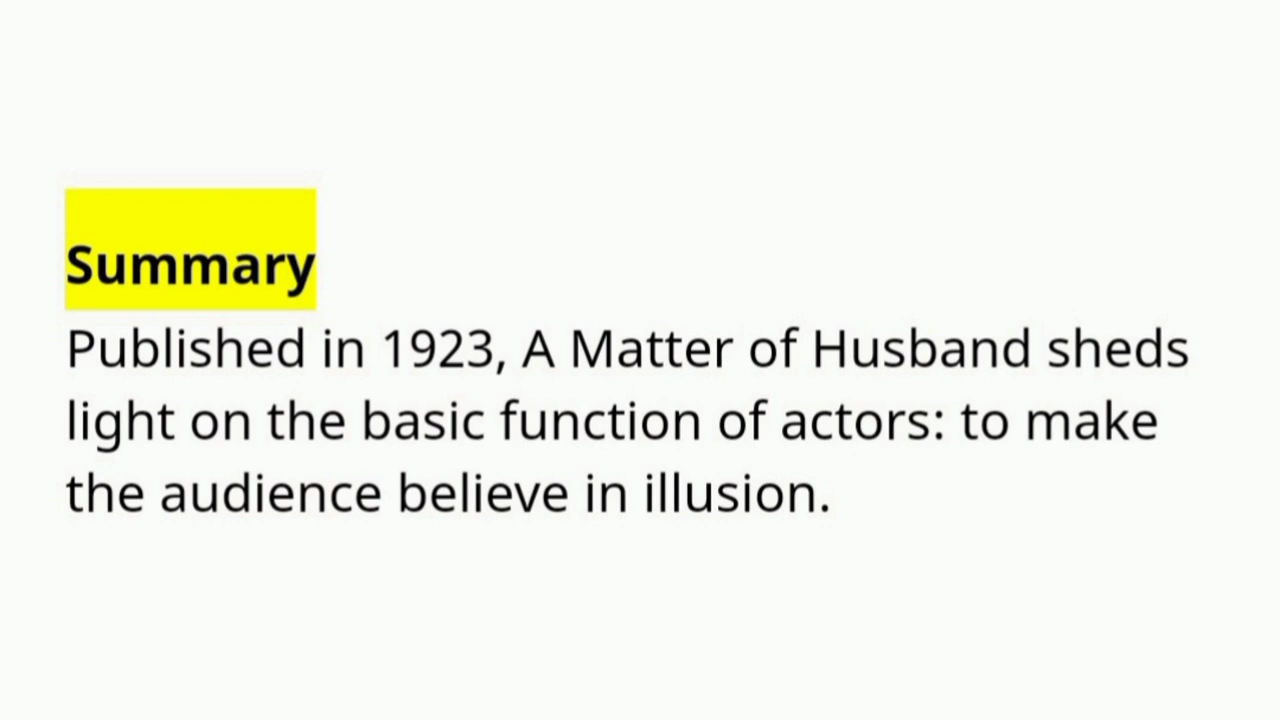 Summary
Published in 1923, A Matter of Husband sheds
light on the basic function of actors: to make
the audience believe in illusion.